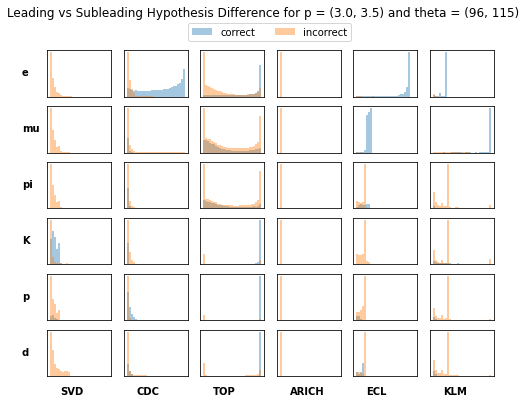 Leading vs Subleading Hypothesis Difference for p = (3.0, 3.5) and theta = (96, 115)
correct incorrect
e
mu
pi
K
p
d
SVD CDC TOP ARICH ECL KLM